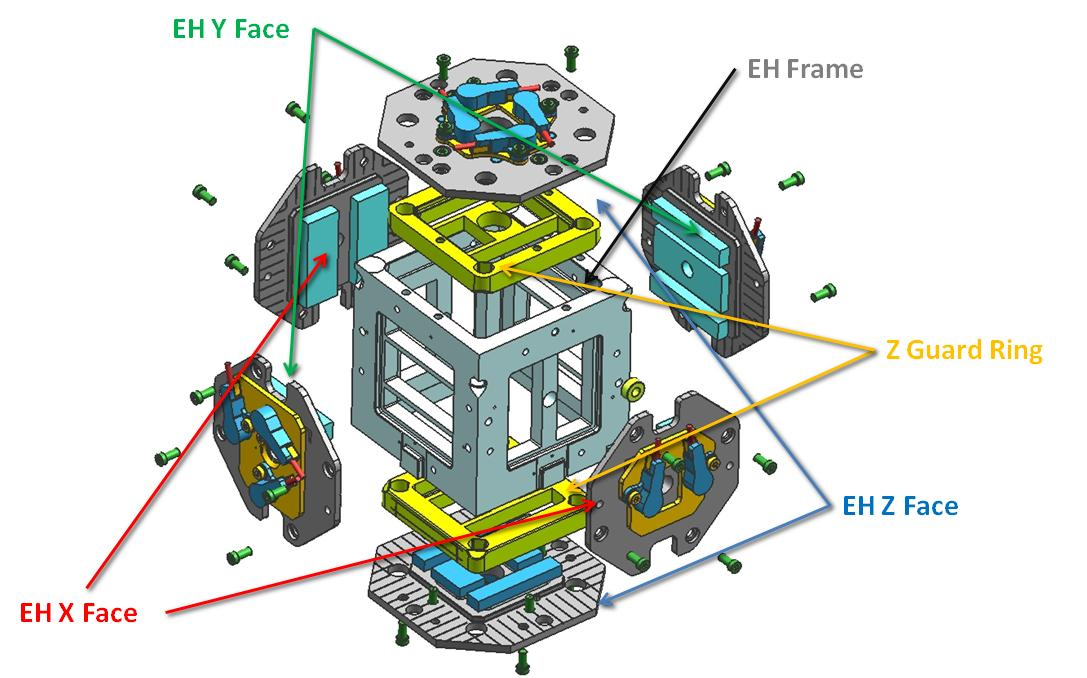 EH Y Face
EH Frame
Z Guard Ring
EH Z Face
EH X Face